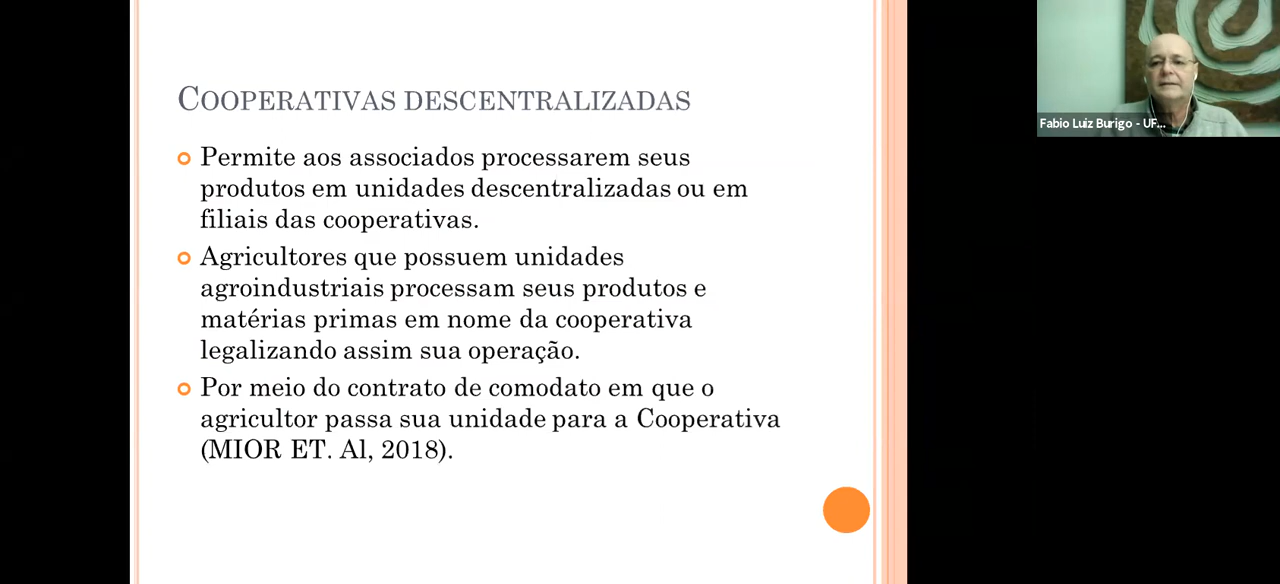 COOPERATIVAS DESCENTRALIZADAS
Permite aos associados processarem seus
produtos em unidades descentralizadas ou em
filiais das cooperativas.
Agricultores que possuem unidades
agroindustriais processam seus produtos e
matérias primas em nome da cooperativa
legalizando assim sua operação.
Por meio do contrato de comodato em que o
agricultor passa sua unidade para a Cooperativa
(MIOR ET. Al, 2018).
Fabio Luiz Burigo - UF...